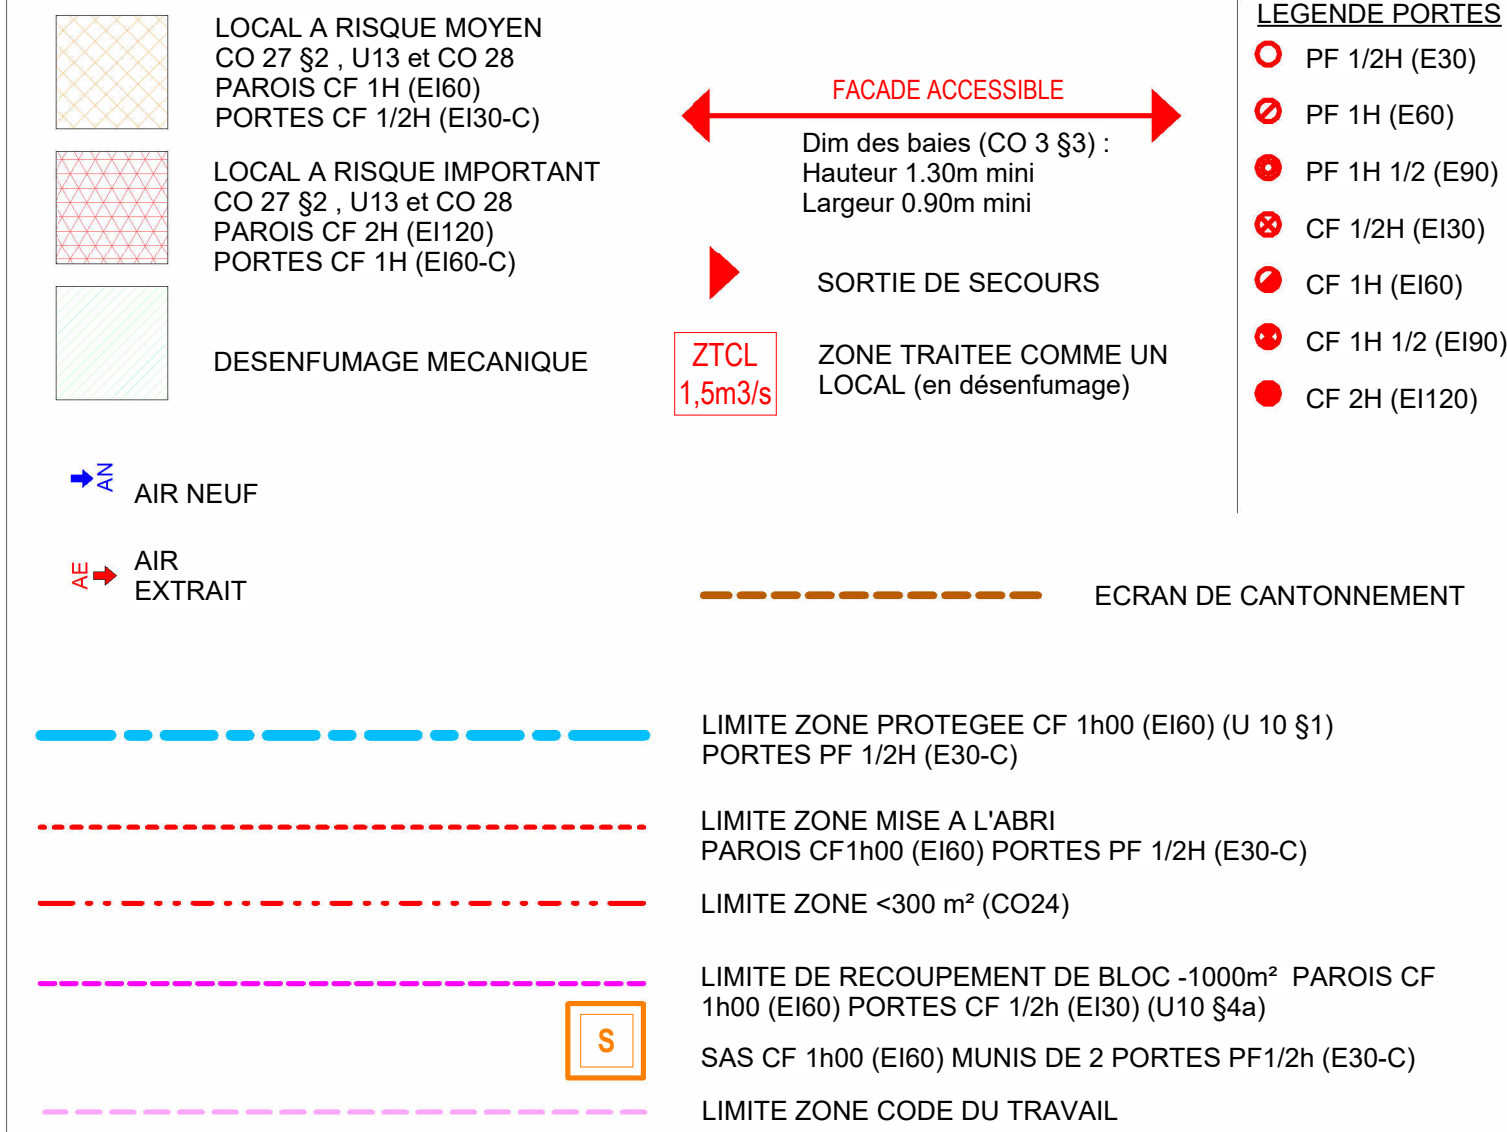 LOCAL A RISQUE MOYEN
CO 27 §2 , U13 et CO 28
PAROIS CF 1H (EI60)
PORTES CF 1/2H (EI30-C)
LOCAL A RISQUE IMPORTANT
CO 27 §2 , U13 et CO 28
PAROIS CF 2H (EI120)
PORTES CF 1H (EI60-C)
DESENFUMAGE MECANIQUE
AN
AIR NEUF
AE
AIR
EXTRAIT
FACADE ACCESSIBLE
Dim des baies (CO 3 §3) :
Hauteur 1.30m mini
Largeur 0.90m mini
SORTIE DE SECOURS
ZTCL
1,5m3/s
ZONE TRAITEE COMME UN
LOCAL (en désenfumage)
LEGENDE PORTES
PF 1/2H (E30)
PF 1H (E60)
PF 1H 1/2 (E90)
CF 1/2H (EI30)
CF 1H (EI60)
CF 1H 1/2 (EI90)
CF 2H (EI120)
ECRAN DE CANTONNEMENT
LIMITE ZONE PROTEGEE CF 1h00 (EI60) (U 10 §1)
PORTES PF 1/2H (E30-C)
LIMITE ZONE MISE A L'ABRI
PAROIS CF1h00 (EI60) PORTES PF 1/2H (E30-C)
LIMITE ZONE <300 m² (CO24)
LIMITE DE RECOUPEMENT DE BLOC -1000m² PAROIS CF
1h00 (EI60) PORTES CF 1/2h (EI30) (U10 §4a)
S
SAS CF 1h00 (EI60) MUNIS DE 2 PORTES PF1/2h (E30-C)
LIMITE ZONE CODE DU TRAVAIL